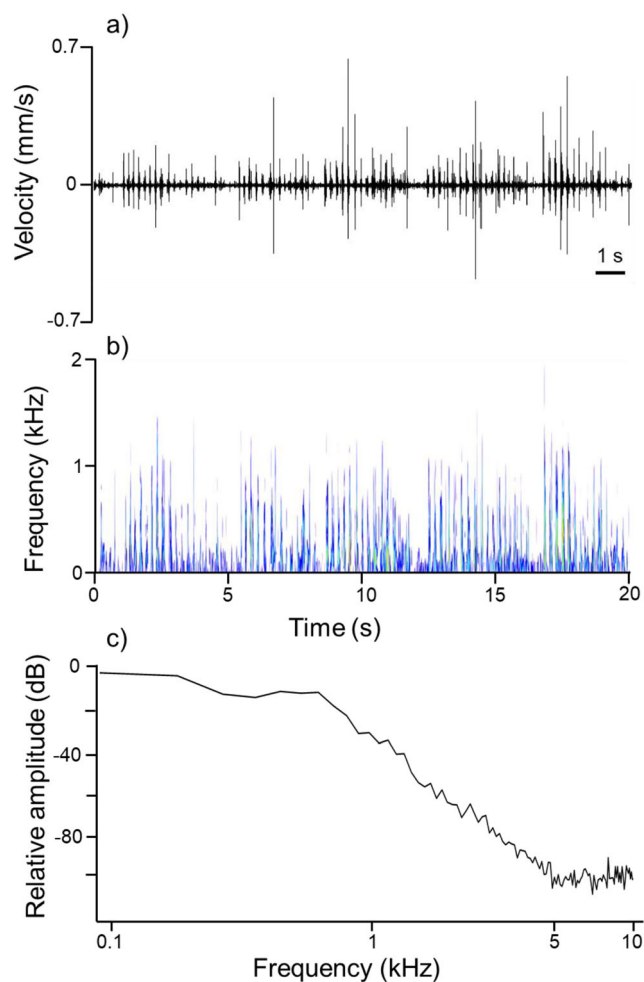 a)
0.7
0
-0.7
Velocity (mm/s)
1 s
b)
2
1
0
Frequency (kHz)
0 5 10 15 20
Time (s)
c)
0
-40
-80
Relative amplitude (dB)
0.1 1 5 10
Frequency (kHz)